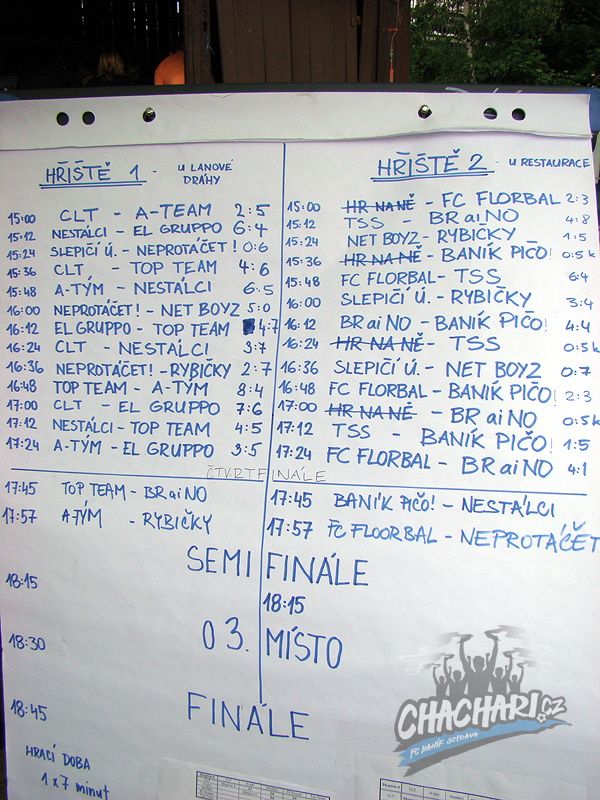 HŘIŠTĚ 1 - U LANOVÉ DRÁHY
15:00 CLT - A-TEAM 2:5
15:12 NESTÁLCI - EL GRUPPO 6:4
15:24 SLEPIČÍ Ú. - NEPROTÁČET! 0:6
15:36 CLT - TOP TEAM 4:6
15:48 A-TÝM - NESTÁLCI 6:5
16:00 NEPROTÁČET! - NET BOYZ 5:0
16:12 EL GRUPPO - TOP TEAM 4:7
16:24 CLT - NESTÁLCI 3:7
16:36 NEPROTÁČET! - RYBIČKY 2:7
16:48 TOP TEAM - A-TÝM 8:4
17:00 CLT - EL GRUPPO 7:6
17:12 NESTÁLCI - TOP TEAM 4:5
17:24 A-TÝM - EL GRUPPO 3:5
HŘIŠTĚ 2 - U RESTAURACE
15:00 HR NA NĚ - FC FLORBAL 2:3
15:12 TSS - BRaiNO 4:8
15:24 NET BOYZ - RYBIČKY 1:5
15:36 HR NA NĚ - BANÍK PIČO! 0:5k
15:48 FC FLORBAL - TSS 6:4
16:00 SLEPIČÍ Ú. - RYBIČKY 3:4
16:12 BRaiNO - BANÍK PIČO! 4:4
16:24 HR NA NĚ - TSS 0:5k
16:36 SLEPIČÍ Ú. - NET BOYZ 0:7
16:48 FC FLORBAL - BANÍK PIČO! 2:3
17:00 HR NA NĚ - BRaiNO 0:5k
17:12 TSS - BANÍK PIČO! 1:5
17:24 FC FLORBAL - BRaiNO 4:1
ČTVRTFINÁLE
17:45 TOP TEAM - BRaiNO
17:57 A-TÝM - RYBIČKY
17:45 BANÍK PIČO! - NESTÁLCI
17:57 FC FLOORBAL - NEPROTÁČET
SEMIFINÁLE
18:15 18:15
18:30 O 3. MÍSTO
18:45 FINÁLE
HRACÍ DOBA
1 x 7 minut
CHACHARI.CZ
FC BANÍK OSTRAVA